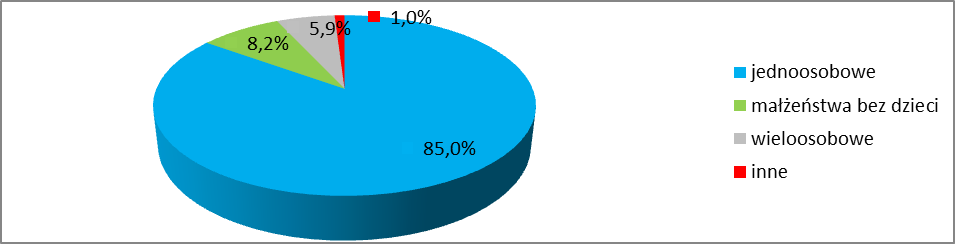 1,0%
5,9%
8,2%
85,0%
jednoosobowe
małżeństwa bez dzieci
wieloosobowe
inne